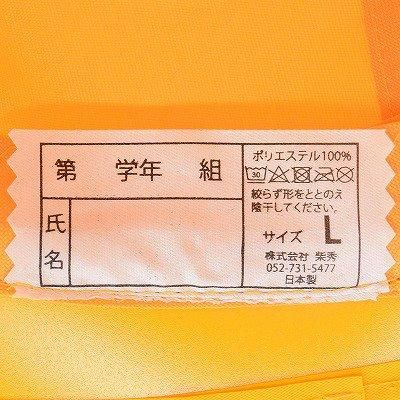 第 学年 組
氏名
ポリエステル100%
30
絞らず形をととのえ
陰干してください。
サイズ L
株式会社 柴秀
052-731-5477
日本製